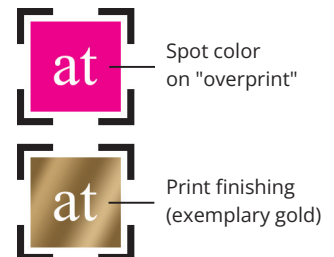 at
Spot color
on "overprint"
at
Print finishing
(exemplary gold)